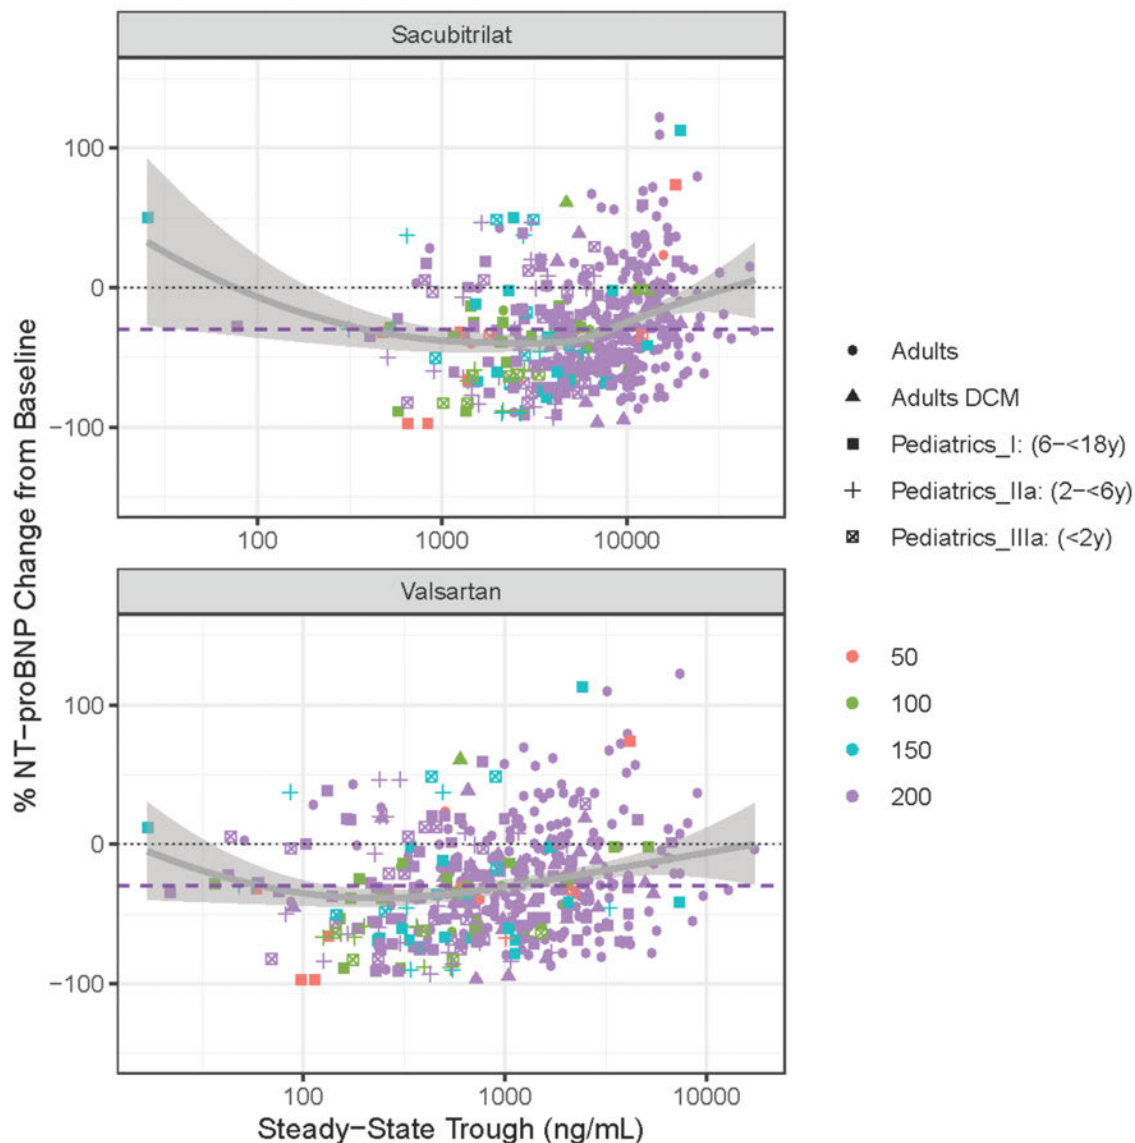 Sacubitrilat
100
0
−100
100
1000
10000
Valsartan
100
0
−100
100
1000
10000
% NT−proBNP Change from Baseline
Steady−State Trough (ng/mL)
Adults
Adults DCM
Pediatrics_I: (6−<18y)
Pediatrics_IIa: (2−<6y)
Pediatrics_IIIa: (<2y)
50
100
150
200